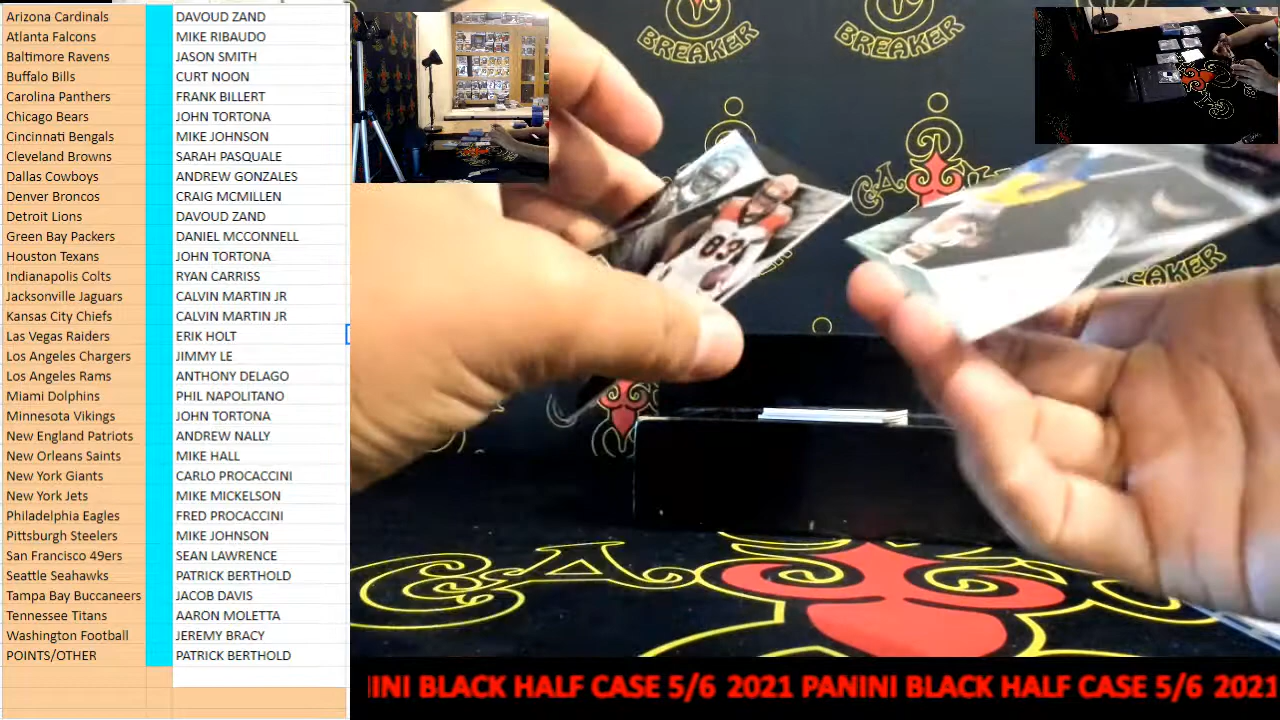 Arizona Cardinals DAVOUD ZAND
Atlanta Falcons MIKE RIBAUDO
Baltimore Ravens JASON SMITH
Buffalo Bills CURT NOON
Carolina Panthers FRANK BILLERT
Chicago Bears JOHN TORTONA
Cincinnati Bengals MIKE JOHNSON
Cleveland Browns SARAH PASQUALE
Dallas Cowboys ANDREW GONZALES
Denver Broncos CRAIG MCMILLEN
Detroit Lions DAVOUD ZAND
Green Bay Packers DANIEL MCCONNELL
Houston Texans JOHN TORTONA
Indianapolis Colts RYAN CARRISS
Jacksonville Jaguars CALVIN MARTIN JR
Kansas City Chiefs CALVIN MARTIN JR
Las Vegas Raiders ERIK HOLT
Los Angeles Chargers JIMMY LE
Los Angeles Rams ANTHONY DELAGO
Miami Dolphins PHIL NAPOLITANO
Minnesota Vikings JOHN TORTONA
New England Patriots ANDREW NALLY
New Orleans Saints MIKE HALL
New York Giants CARLO PROCACCINI
New York Jets MIKE MICKELSON
Philadelphia Eagles FRED PROCACCINI
Pittsburgh Steelers MIKE JOHNSON
San Francisco 49ers SEAN LAWRENCE
Seattle Seahawks PATRICK BERTHOLD
Tampa Bay Buccaneers JACOB DAVIS
Tennessee Titans AARON MOLETTA
Washington Football JEREMY BRACY
POINTS/OTHER PATRICK BERTHOLD
BREAKER
BREAKER
83
CA
EAKER
CA
INI BLACK HALF CASE 5/6 2021 PANINI BLACK HALF CASE 5/6 2021